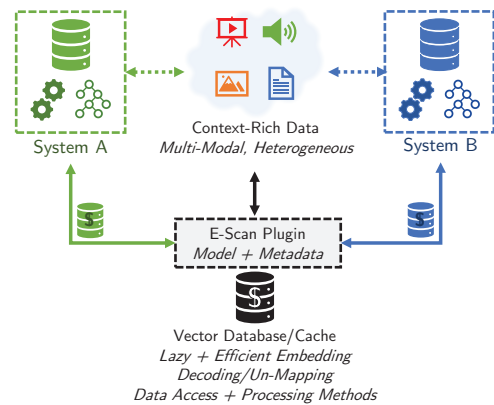 System A
System B
Context-Rich Data
Multi-Modal, Heterogeneous
$
$
E-Scan Plugin
Model + Metadata
$
Vector Database/Cache
Lazy + Efficient Embedding
Decoding/Un-Mapping
Data Access + Processing Methods